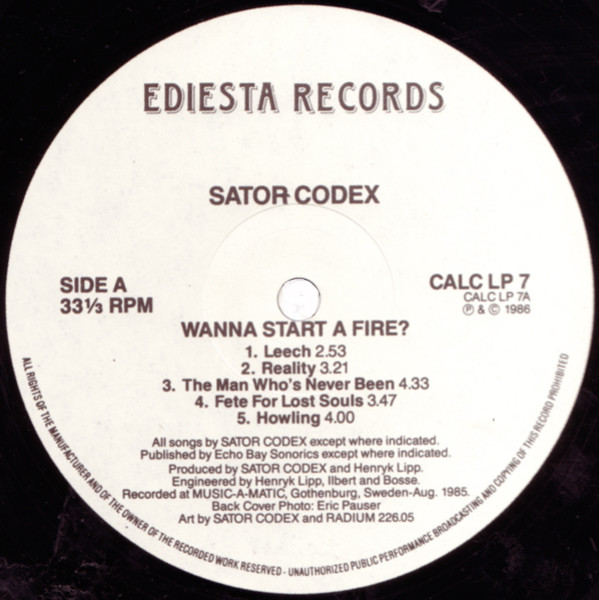 EDIESTA RECORDS
SATOR CODEX
SIDE A
33⅓ RPM
CALC LP 7
CALC LP 7A
Ⓟ & © 1986
WANNA START A FIRE?
1. Leech 2.53
2. Reality 3.21
3. The Man Who's Never Been 4.33
4. Fete For Lost Souls 3.47
5. Howling 4.00
All songs by SATOR CODEX except where indicated.
Published by Echo Bay Sonorics except where indicated.
Produced by SATOR CODEX and Henryk Lipp.
Engineered by Henryk Lipp, Ilbert and Bosse.
Recorded at MUSIC-A-MATIC, Gothenburg, Sweden-Aug. 1985.
Back Cover Photo: Eric Pauser
Art by SATOR CODEX and RADIUM 226.05
ALL RIGHTS OF THE MANUFACTURER AND OF THE OWNER OF THE RECORDED WORK RESERVED - UNAUTHORIZED PUBLIC PERFORMANCE BROADCASTING AND COPYING OF THIS RECORD PROHIBITED